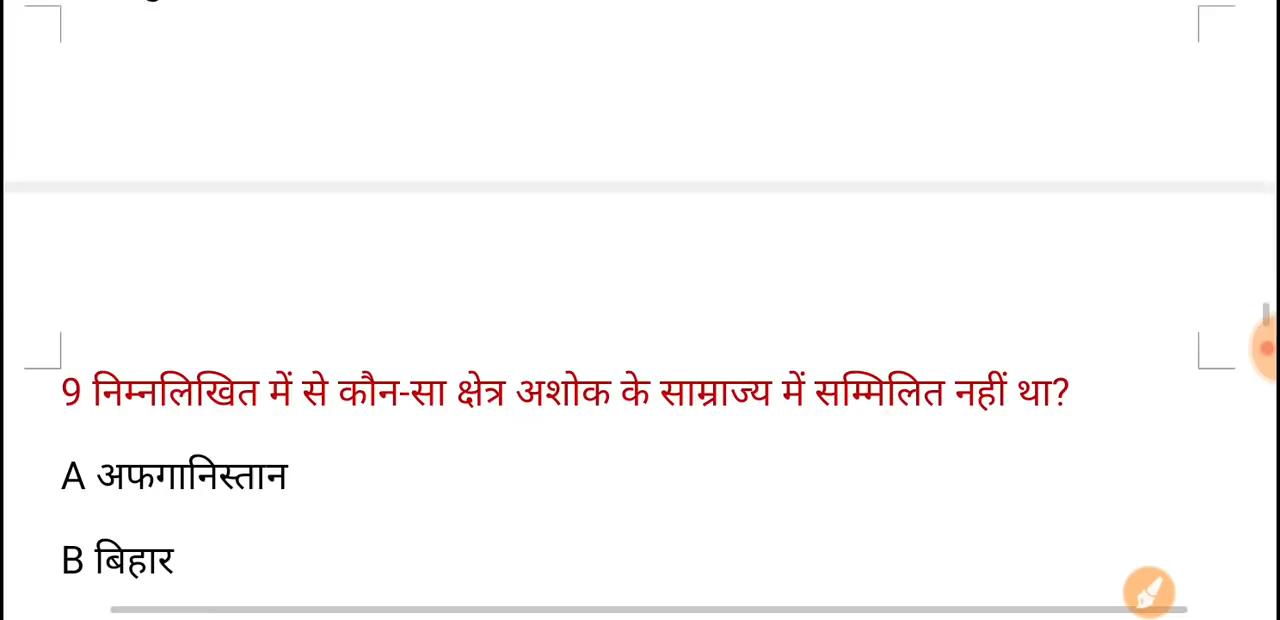 9 निम्नलिखित में से कौन-सा क्षेत्र अशोक के साम्राज्य में सम्मिलित नहीं था?
A अफगानिस्तान
B बिहार